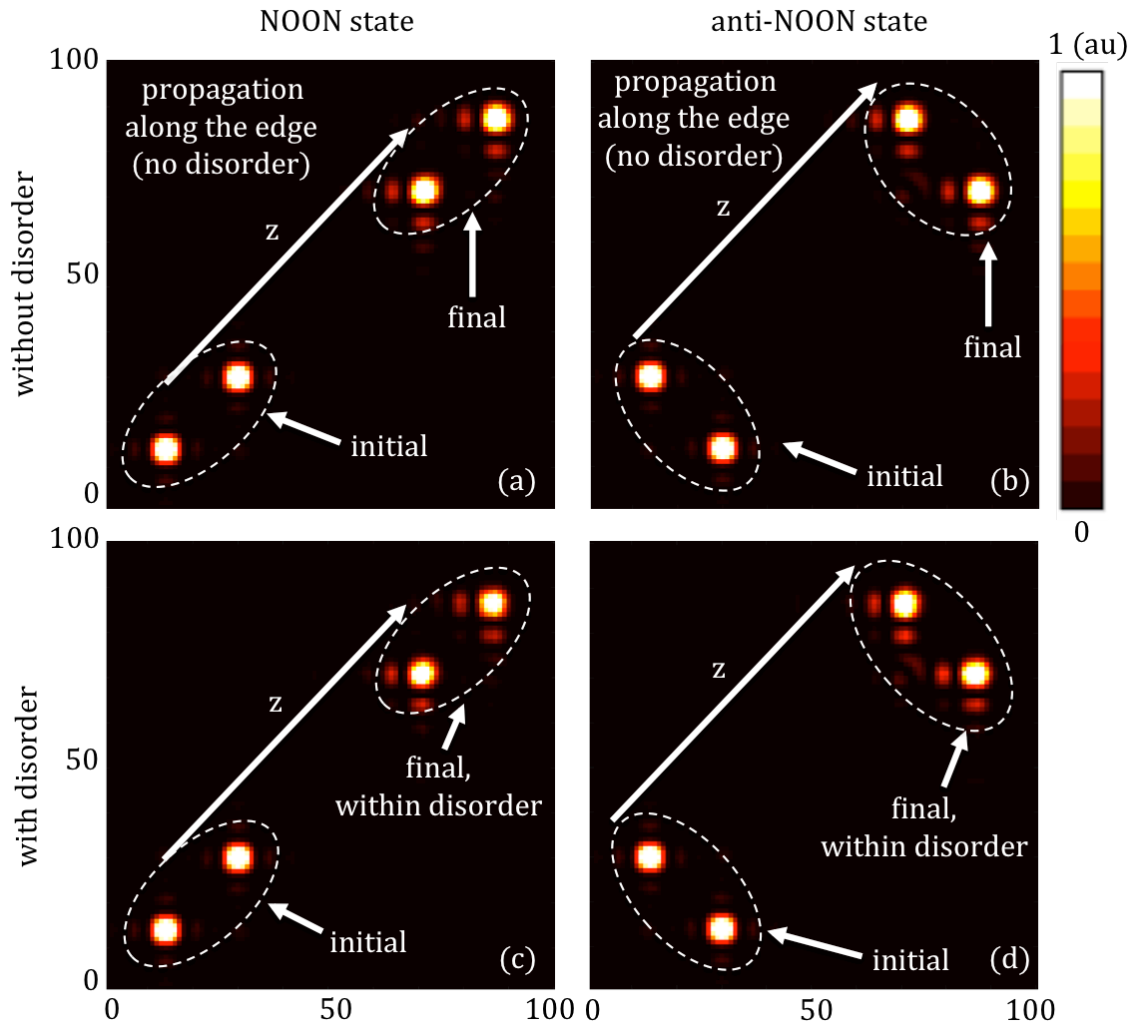 NOON state
anti-NOON state
1 (au)
100
propagation
along the edge
(no disorder)
propagation
along the edge
(no disorder)
without disorder
z
z
50
final
final
initial
initial
(a)
(b)
0
0
100
with disorder
z
z
50
final,
within disorder
final,
within disorder
initial
initial
(c)
(d)
0
0
50
100
0
50
100